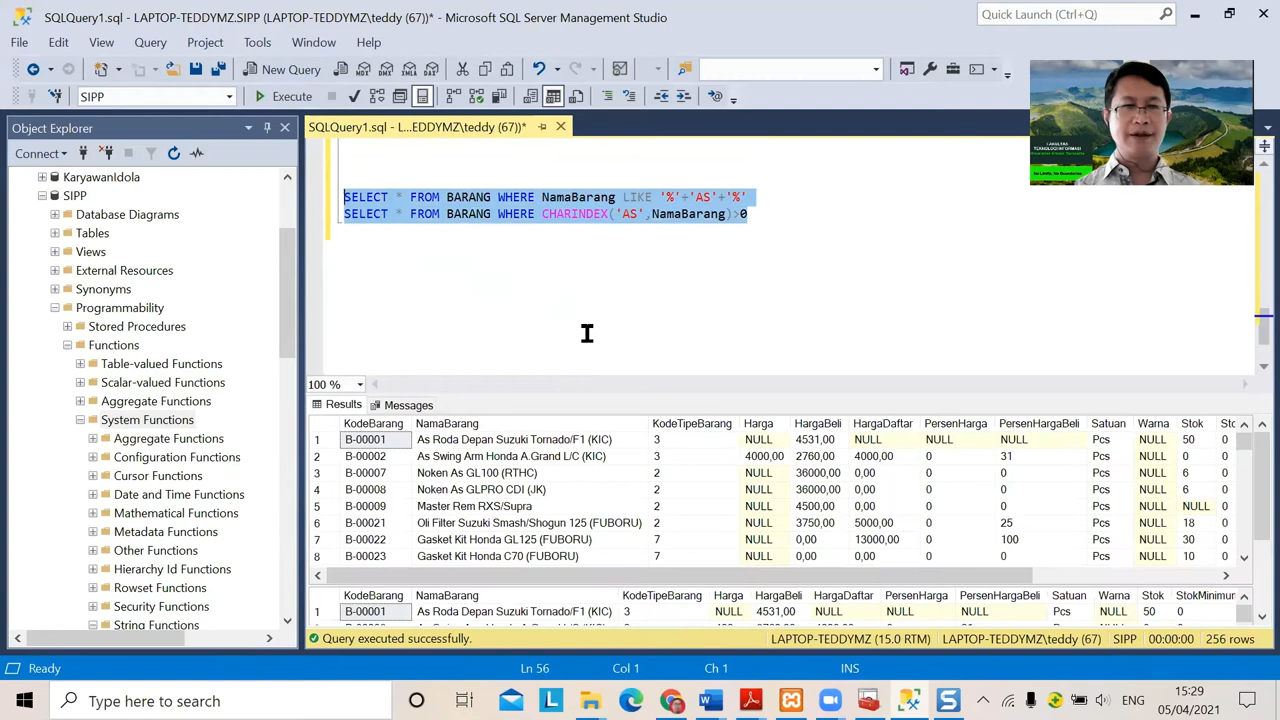 SQLQuery1.sql - LAPTOP-TEDDYMZ.SIPP (LAPTOP-TEDDYMZ\teddy (67))* - Microsoft SQL Server Management Studio
Quick Launch (Ctrl+Q)
File Edit View Query Project Tools Window Help
New Query
SIPP Execute
Object Explorer
SQLQuery1.sql - L...EDDYMZ\teddy (67))*
Connect
KaryawanIdola
SIPP
Database Diagrams
Tables
Views
External Resources
Synonyms
Programmability
Stored Procedures
Functions
Table-valued Functions
Scalar-valued Functions
Aggregate Functions
System Functions
Aggregate Functions
Configuration Functions
Cursor Functions
Date and Time Functions
Mathematical Functions
Metadata Functions
Other Functions
Hierarchy Id Functions
Rowset Functions
Security Functions
String Functions
SELECT * FROM BARANG WHERE NamaBarang LIKE '%'+'AS'+'%'
SELECT * FROM BARANG WHERE CHARINDEX('AS',NamaBarang)>0
FAKULTAS
TEKNOLOGI INFORMASI
No Limits, No Boundaries
100 %
Results Messages
KodeBarang NamaBarang KodeTipeBarang Harga HargaBeli HargaDaftar PersenHarga PersenHargaBeli Satuan Warna Stok Sto
1 B-00001 As Roda Depan Suzuki Tornado/F1 (KIC) 3 NULL 4531,00 NULL NULL NULL Pcs NULL 50 0
2 B-00002 As Swing Arm Honda A.Grand L/C (KIC) 3 4000,00 2760,00 4000,00 0 31 Pcs NULL 0 0
3 B-00007 Noken As GL100 (RTHC) 2 NULL 36000,00 0,00 0 0 Pcs NULL 6 0
4 B-00008 Noken As GLPRO CDI (JK) 2 NULL 36000,00 0,00 0 0 Pcs NULL 6 0
5 B-00009 Master Rem RXS/Supra 2 NULL 4500,00 0,00 0 0 Pcs NULL NULL 0
6 B-00021 Oli Filter Suzuki Smash/Shogun 125 (FUBORU) 2 NULL 3750,00 5000,00 0 25 Pcs NULL 18 0
7 B-00022 Gasket Kit Honda GL125 (FUBORU) 7 NULL 0,00 13000,00 0 100 Pcs NULL 30 0
8 B-00023 Gasket Kit Honda C70 (FUBORU) 7 NULL 0,00 0,00 0 0 Pcs NULL 10 0
KodeBarang NamaBarang KodeTipeBarang Harga HargaBeli HargaDaftar PersenHarga PersenHargaBeli Satuan Warna Stok StokMinimum
1 B-00001 As Roda Depan Suzuki Tornado/F1 (KIC) 3 NULL 4531,00 NULL NULL NULL Pcs NULL 50 0
Query executed successfully. LAPTOP-TEDDYMZ (15.0 RTM) LAPTOP-TEDDYMZ\teddy (67) SIPP 00:00:00 256 rows
Ready Ln 56 Col 1 Ch 1 INS
Type here to search
ENG
15:29
05/04/2021